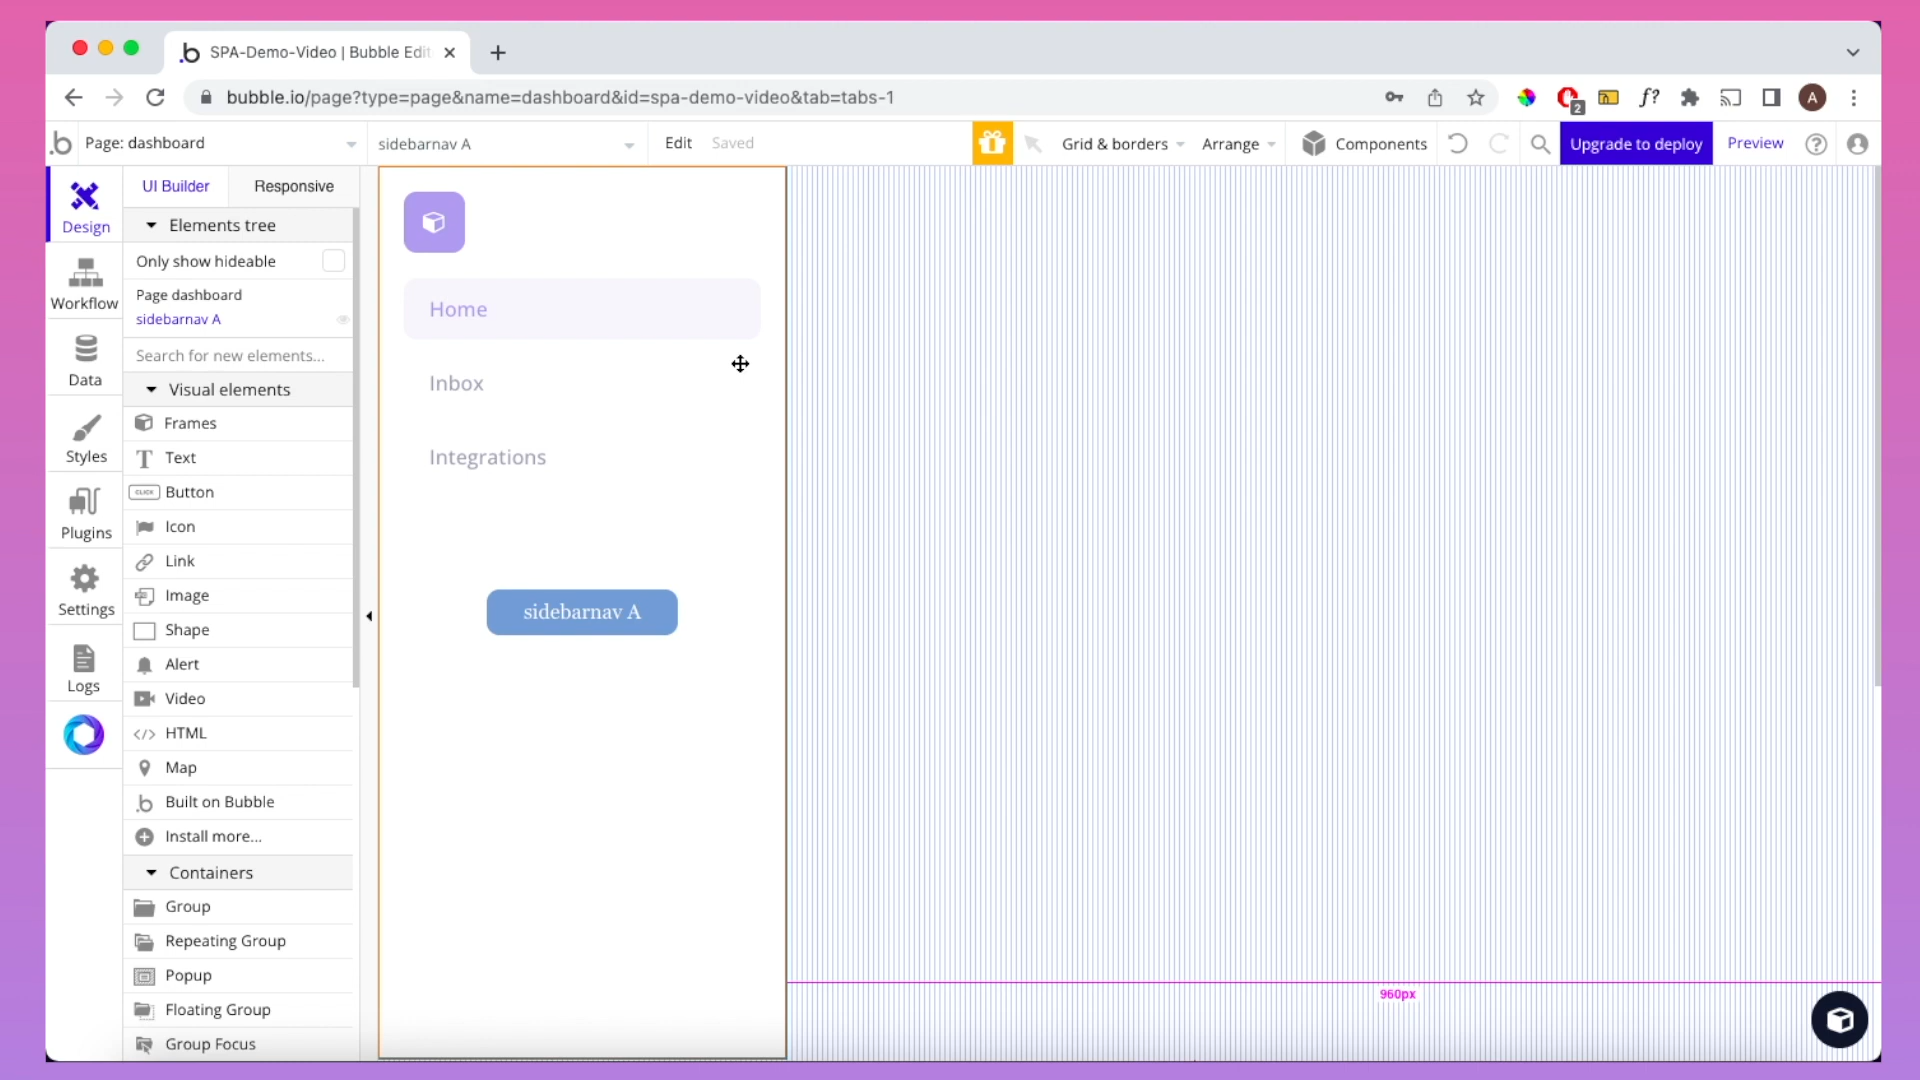 SPA-Demo-Video | Bubble Edit
bubble.io/page?type=page&name=dashboard&id=spa-demo-video&tab=tabs-1
2
f?
A
Page: dashboard
sidebarnav A
Edit
Saved
Grid & borders
Arrange
Components
Upgrade to deploy
Preview
?
UI Builder
Responsive
Design
Workflow
Data
Styles
Plugins
Settings
Logs
Elements tree
Only show hideable
Page dashboard
sidebarnav A
Search for new elements...
Visual elements
Frames
Text
CLICK Button
Icon
Link
Image
Shape
Alert
Video
HTML
Map
Built on Bubble
Install more...
Containers
Group
Repeating Group
Popup
Floating Group
Group Focus
Home
Inbox
Integrations
sidebarnav A
960px